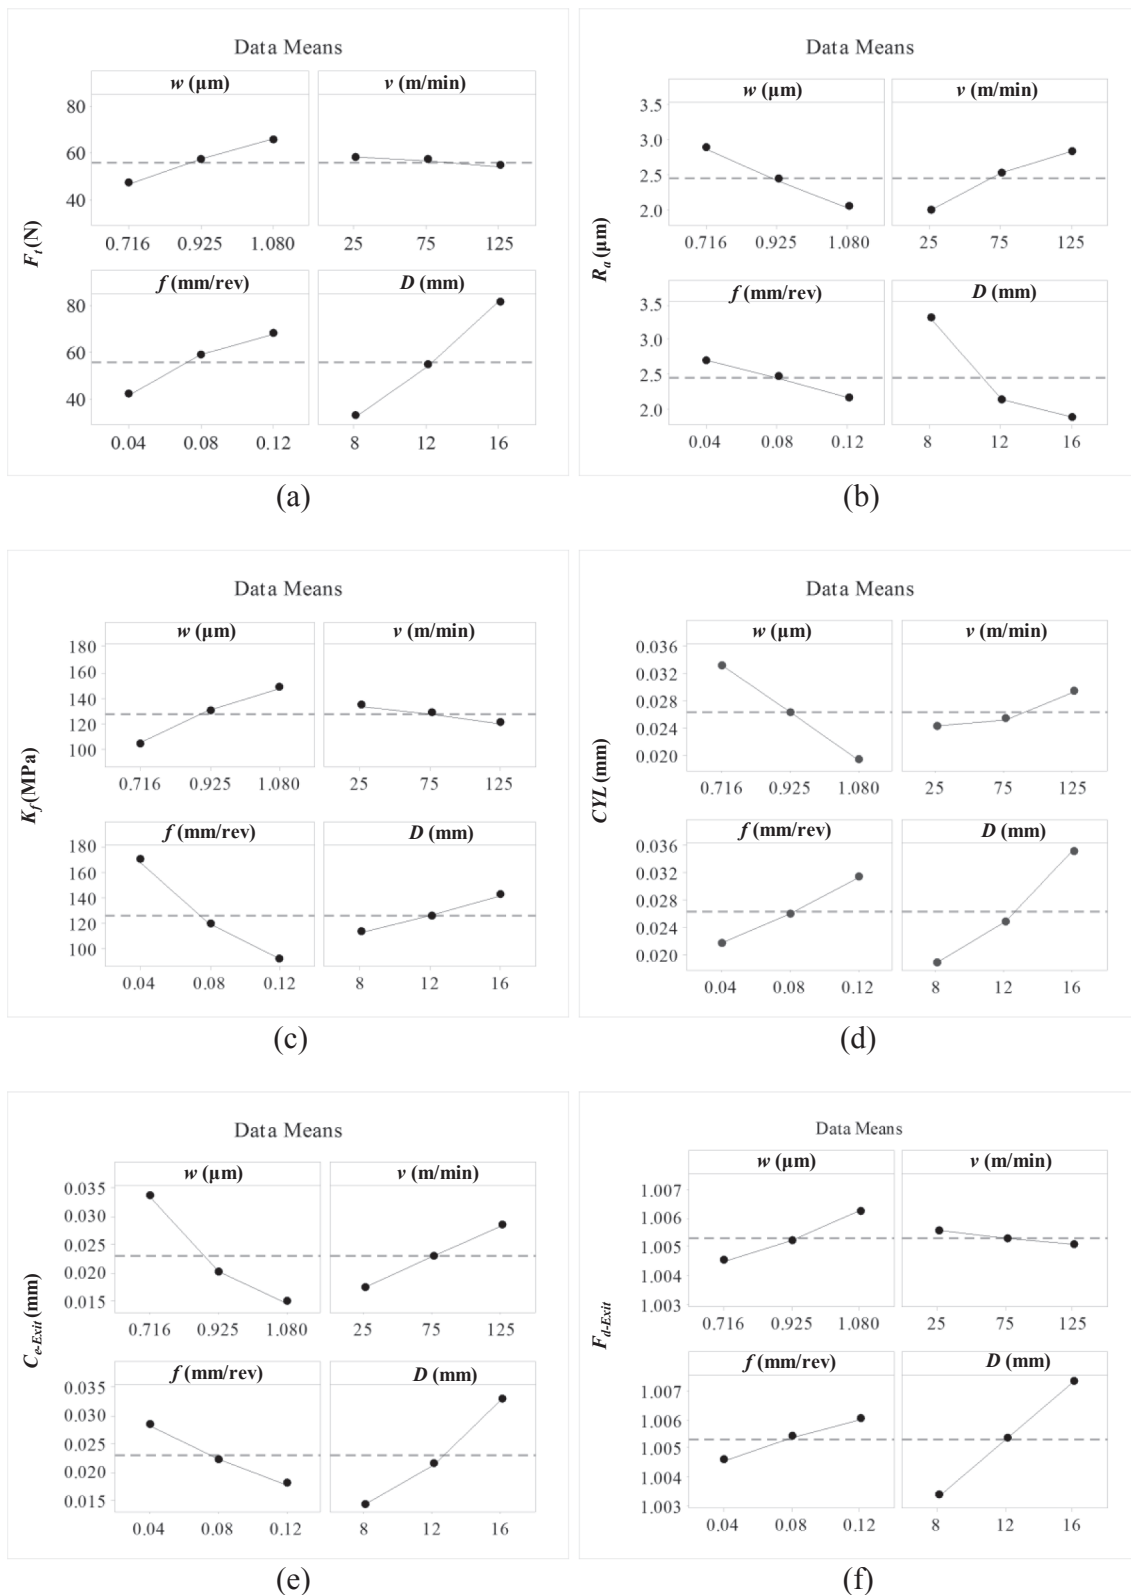 Data Means
w (µm)
v (m/min)
80
60
40
0.716 0.925 1.080
25 75 125
F_t (N)
f (mm/rev)
D (mm)
80
60
40
0.04 0.08 0.12
8 12 16
(a)
Data Means
w (µm)
v (m/min)
3.5
3.0
2.5
2.0
0.716 0.925 1.080
25 75 125
R_a (µm)
f (mm/rev)
D (mm)
3.5
3.0
2.5
2.0
0.04 0.08 0.12
8 12 16
(b)
Data Means
w (µm)
v (m/min)
180
160
140
120
100
0.716 0.925 1.080
25 75 125
K_f (MPa)
f (mm/rev)
D (mm)
180
160
140
120
100
0.04 0.08 0.12
8 12 16
(c)
Data Means
w (µm)
v (m/min)
0.036
0.032
0.028
0.024
0.020
0.716 0.925 1.080
25 75 125
CYL (mm)
f (mm/rev)
D (mm)
0.036
0.032
0.028
0.024
0.020
0.04 0.08 0.12
8 12 16
(d)
Data Means
w (µm)
v (m/min)
0.035
0.030
0.025
0.020
0.015
0.716 0.925 1.080
25 75 125
C_e-Exit (mm)
f (mm/rev)
D (mm)
0.035
0.030
0.025
0.020
0.015
0.04 0.08 0.12
8 12 16
(e)
Data Means
w (µm)
v (m/min)
1.007
1.006
1.005
1.004
1.003
0.716 0.925 1.080
25 75 125
F_d-Exit
f (mm/rev)
D (mm)
1.007
1.006
1.005
1.004
1.003
0.04 0.08 0.12
8 12 16
(f)